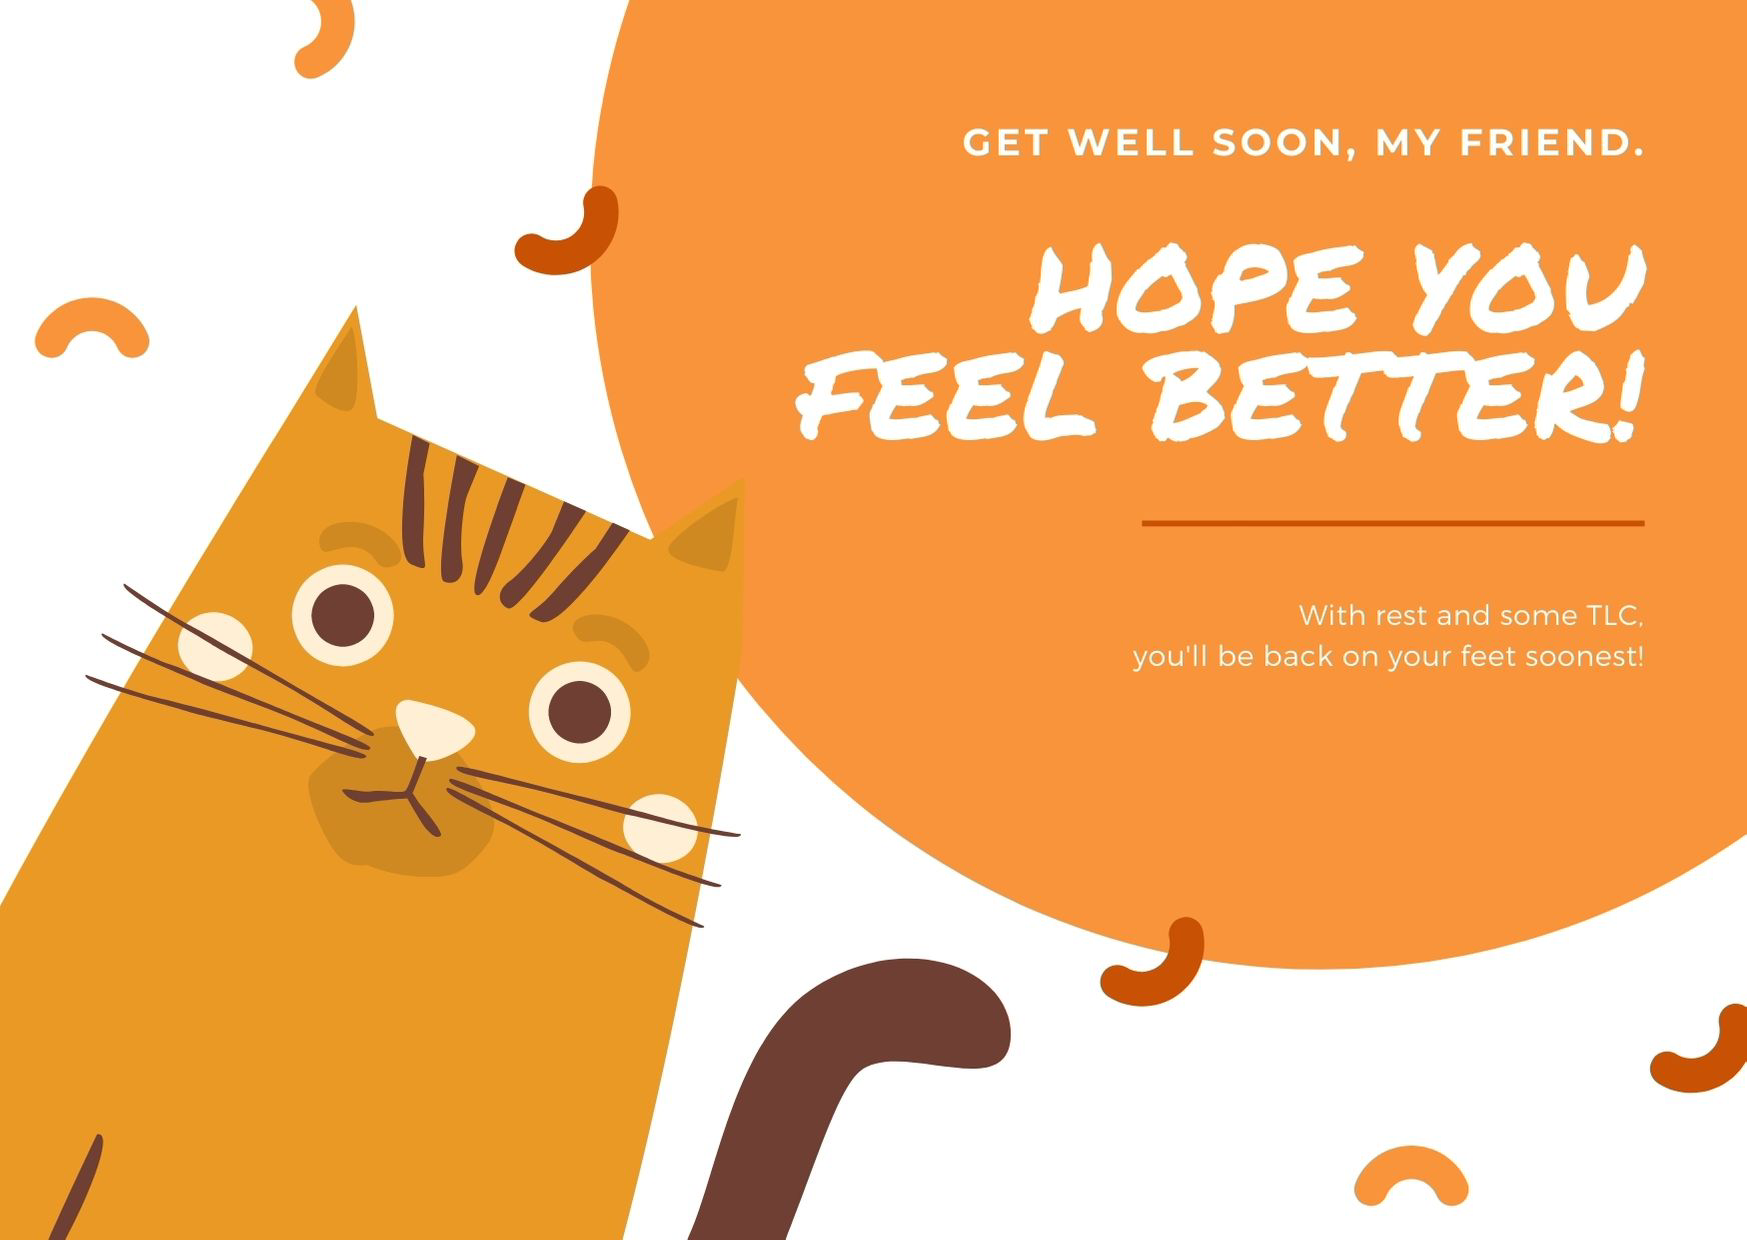 GET WELL SOON, MY FRIEND.
HOPE YOU
FEEL BETTER!
With rest and some TLC,
you'll be back on your feet soonest!